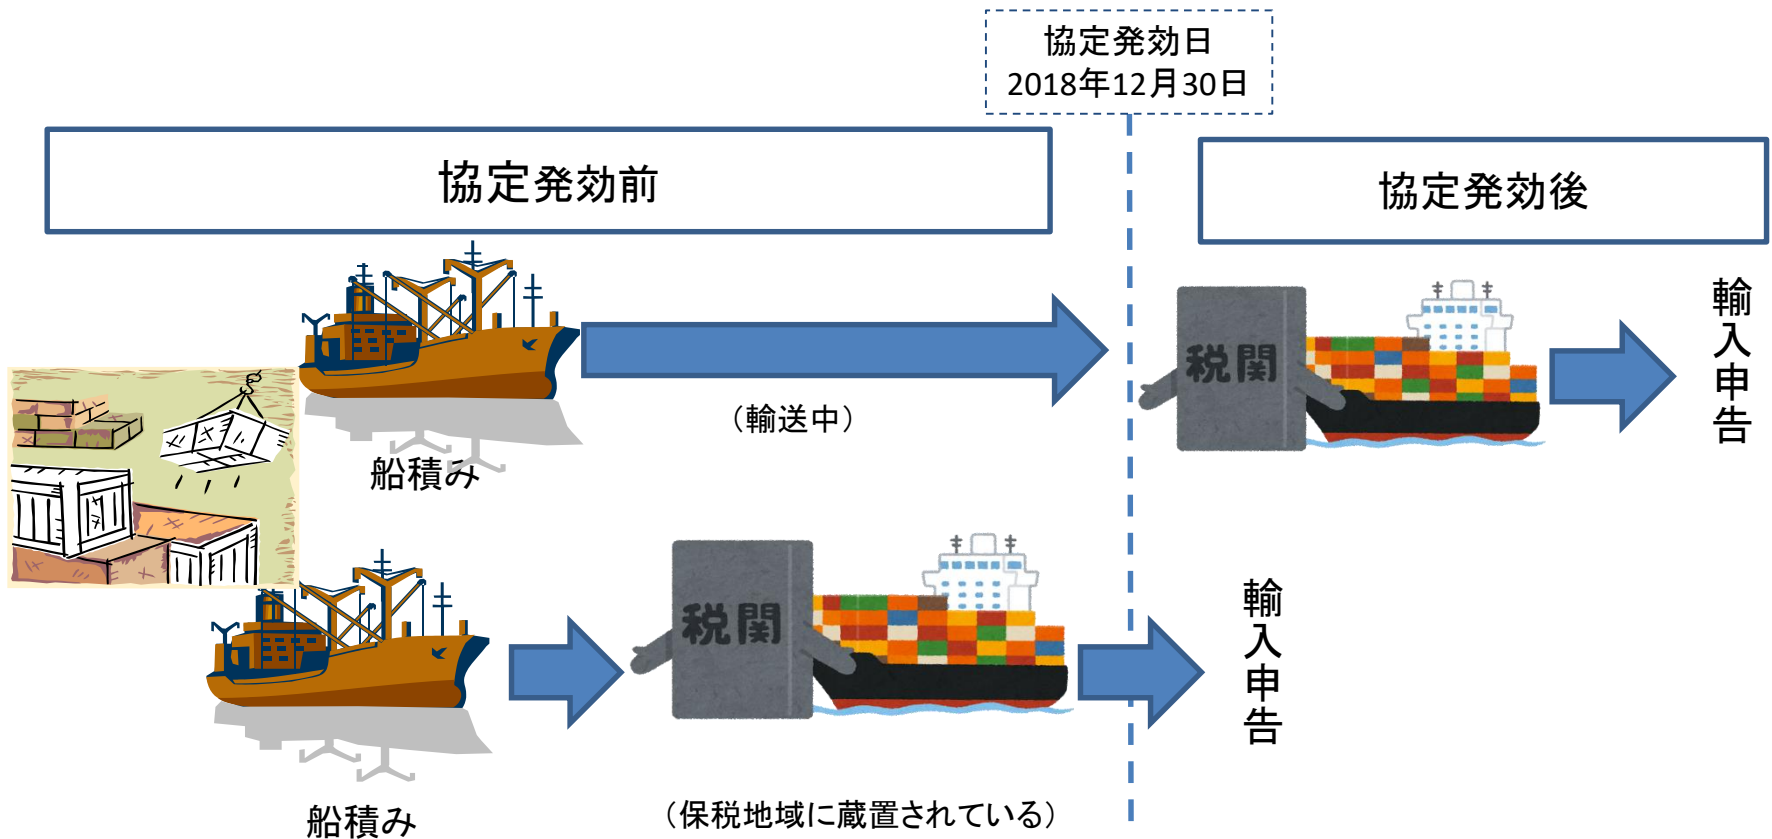 協定発効日
2018年12月30日
協定発効前
協定発効後
税関
輸入申告
（輸送中）
船積み
税関
輸入申告
船積み
（保税地域に蔵置されている）